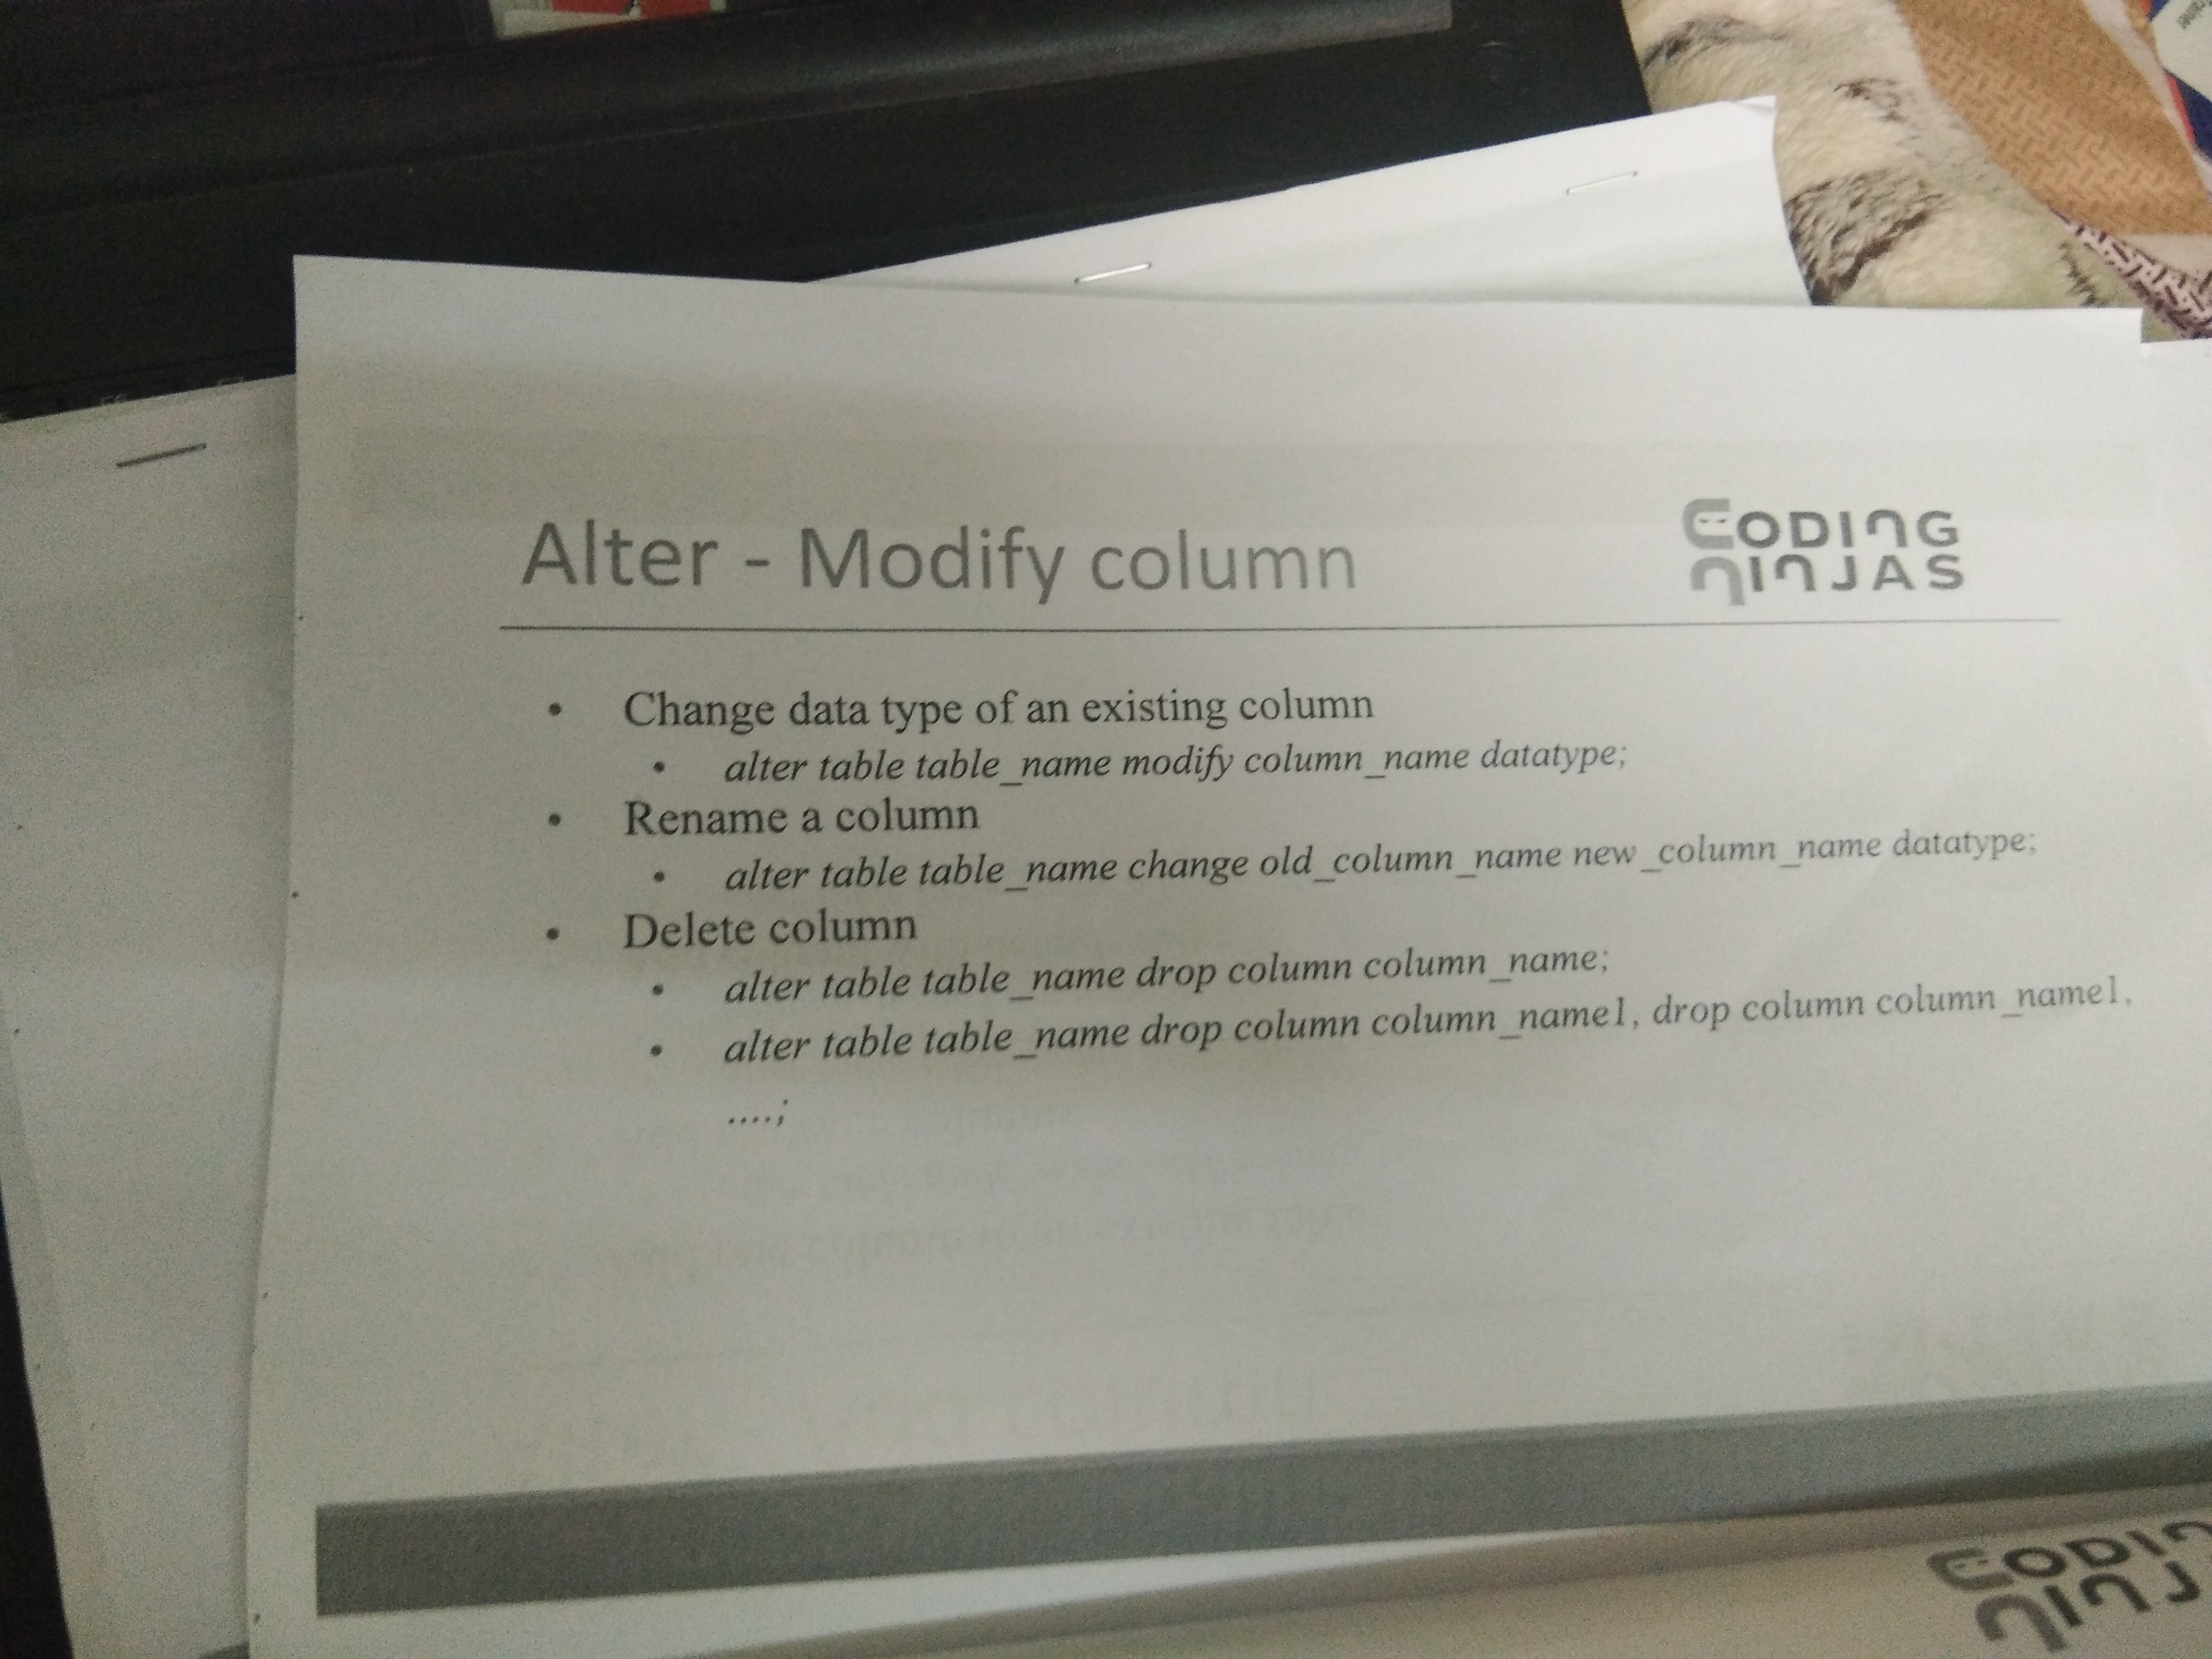 Alter - Modify column
CODING
NINJAS
• Change data type of an existing column
• alter table table_name modify column_name datatype;
• Rename a column
• alter table table_name change old_column_name new_column_name datatype;
• Delete column
• alter table table_name drop column column_name;
• alter table table_name drop column column_name1, drop column column_name1,
....;